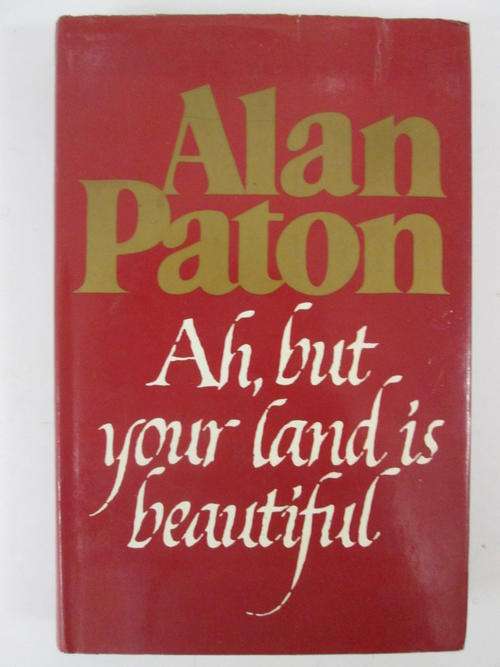 Alan
Paton
Ah, but
your land is
beautiful